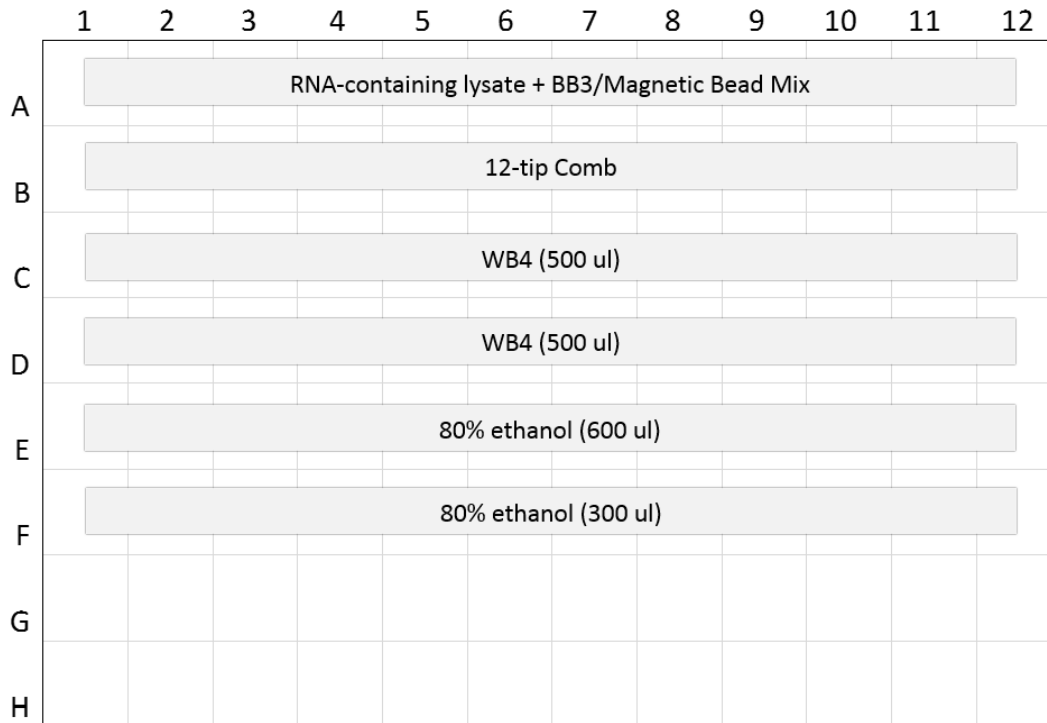 1 2 3 4 5 6 7 8 9 10 11 12
A RNA-containing lysate + BB3/Magnetic Bead Mix
B 12-tip Comb
C WB4 (500 ul)
D WB4 (500 ul)
E 80% ethanol (600 ul)
F 80% ethanol (300 ul)
G
H